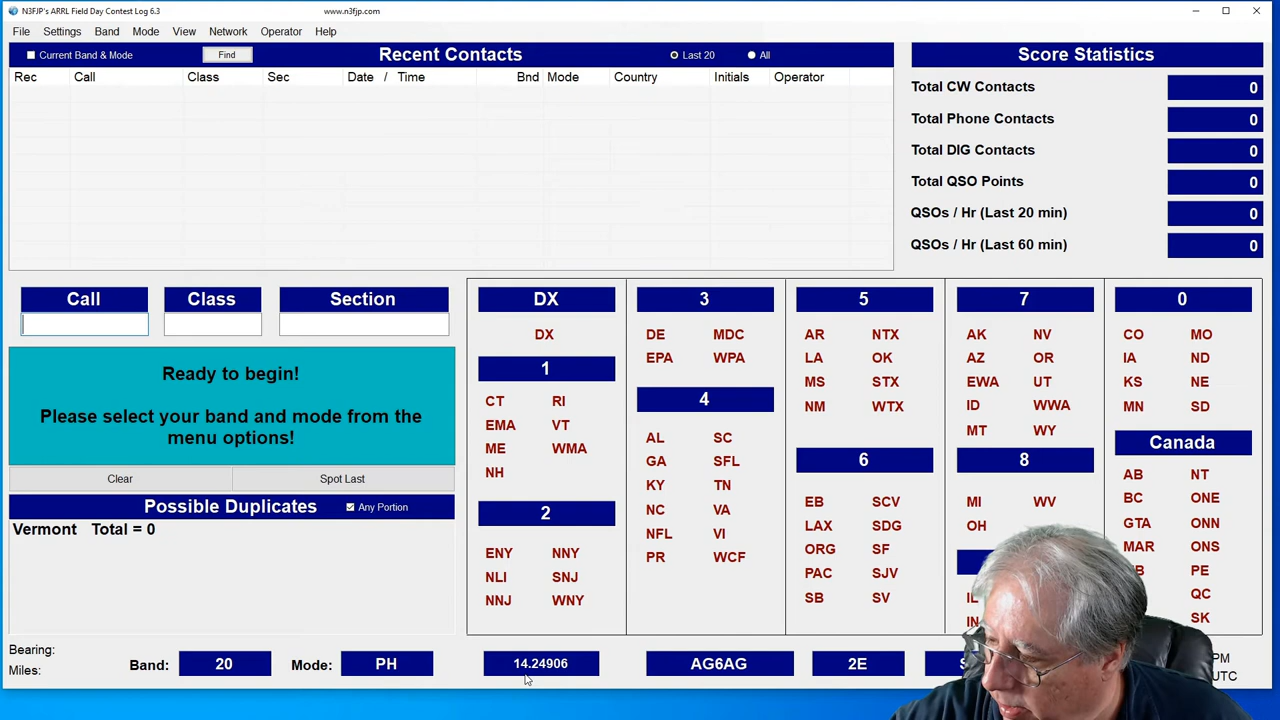 N3FJP's ARRL Field Day Contest Log 6.3 www.n3fjp.com
File Settings Band Mode View Network Operator Help
Current Band & Mode Find Recent Contacts Last 20 All
Rec Call Class Sec Date / Time Bnd Mode Country Initials Operator
Score Statistics
Total CW Contacts 0
Total Phone Contacts 0
Total DIG Contacts 0
Total QSO Points 0
QSOs / Hr (Last 20 min) 0
QSOs / Hr (Last 60 min) 0
Call Class Section
Ready to begin!
Please select your band and mode from the
menu options!
Clear Spot Last
Possible Duplicates Any Portion
Vermont Total = 0
DX
DX
1
CT RI
EMA VT
ME WMA
NH
2
ENY NNY
NLI SNJ
NNJ WNY
3
DE MDC
EPA WPA
4
AL SC
GA SFL
KY TN
NC VA
NFL VI
PR WCF
5
AR NTX
LA OK
MS STX
NM WTX
6
EB SCV
LAX SDG
ORG SF
PAC SJV
SB SV
7
AK NV
AZ OR
EWA UT
ID WWA
MT WY
8
MI WV
OH
IL
IN
0
CO MO
IA ND
KS NE
MN SD
Canada
AB NT
BC ONE
GTA ONN
MAR ONS
PE
QC
SK
Bearing:
Miles:
Band: 20 Mode: PH 14.24906 AG6AG 2E
PM
UTC